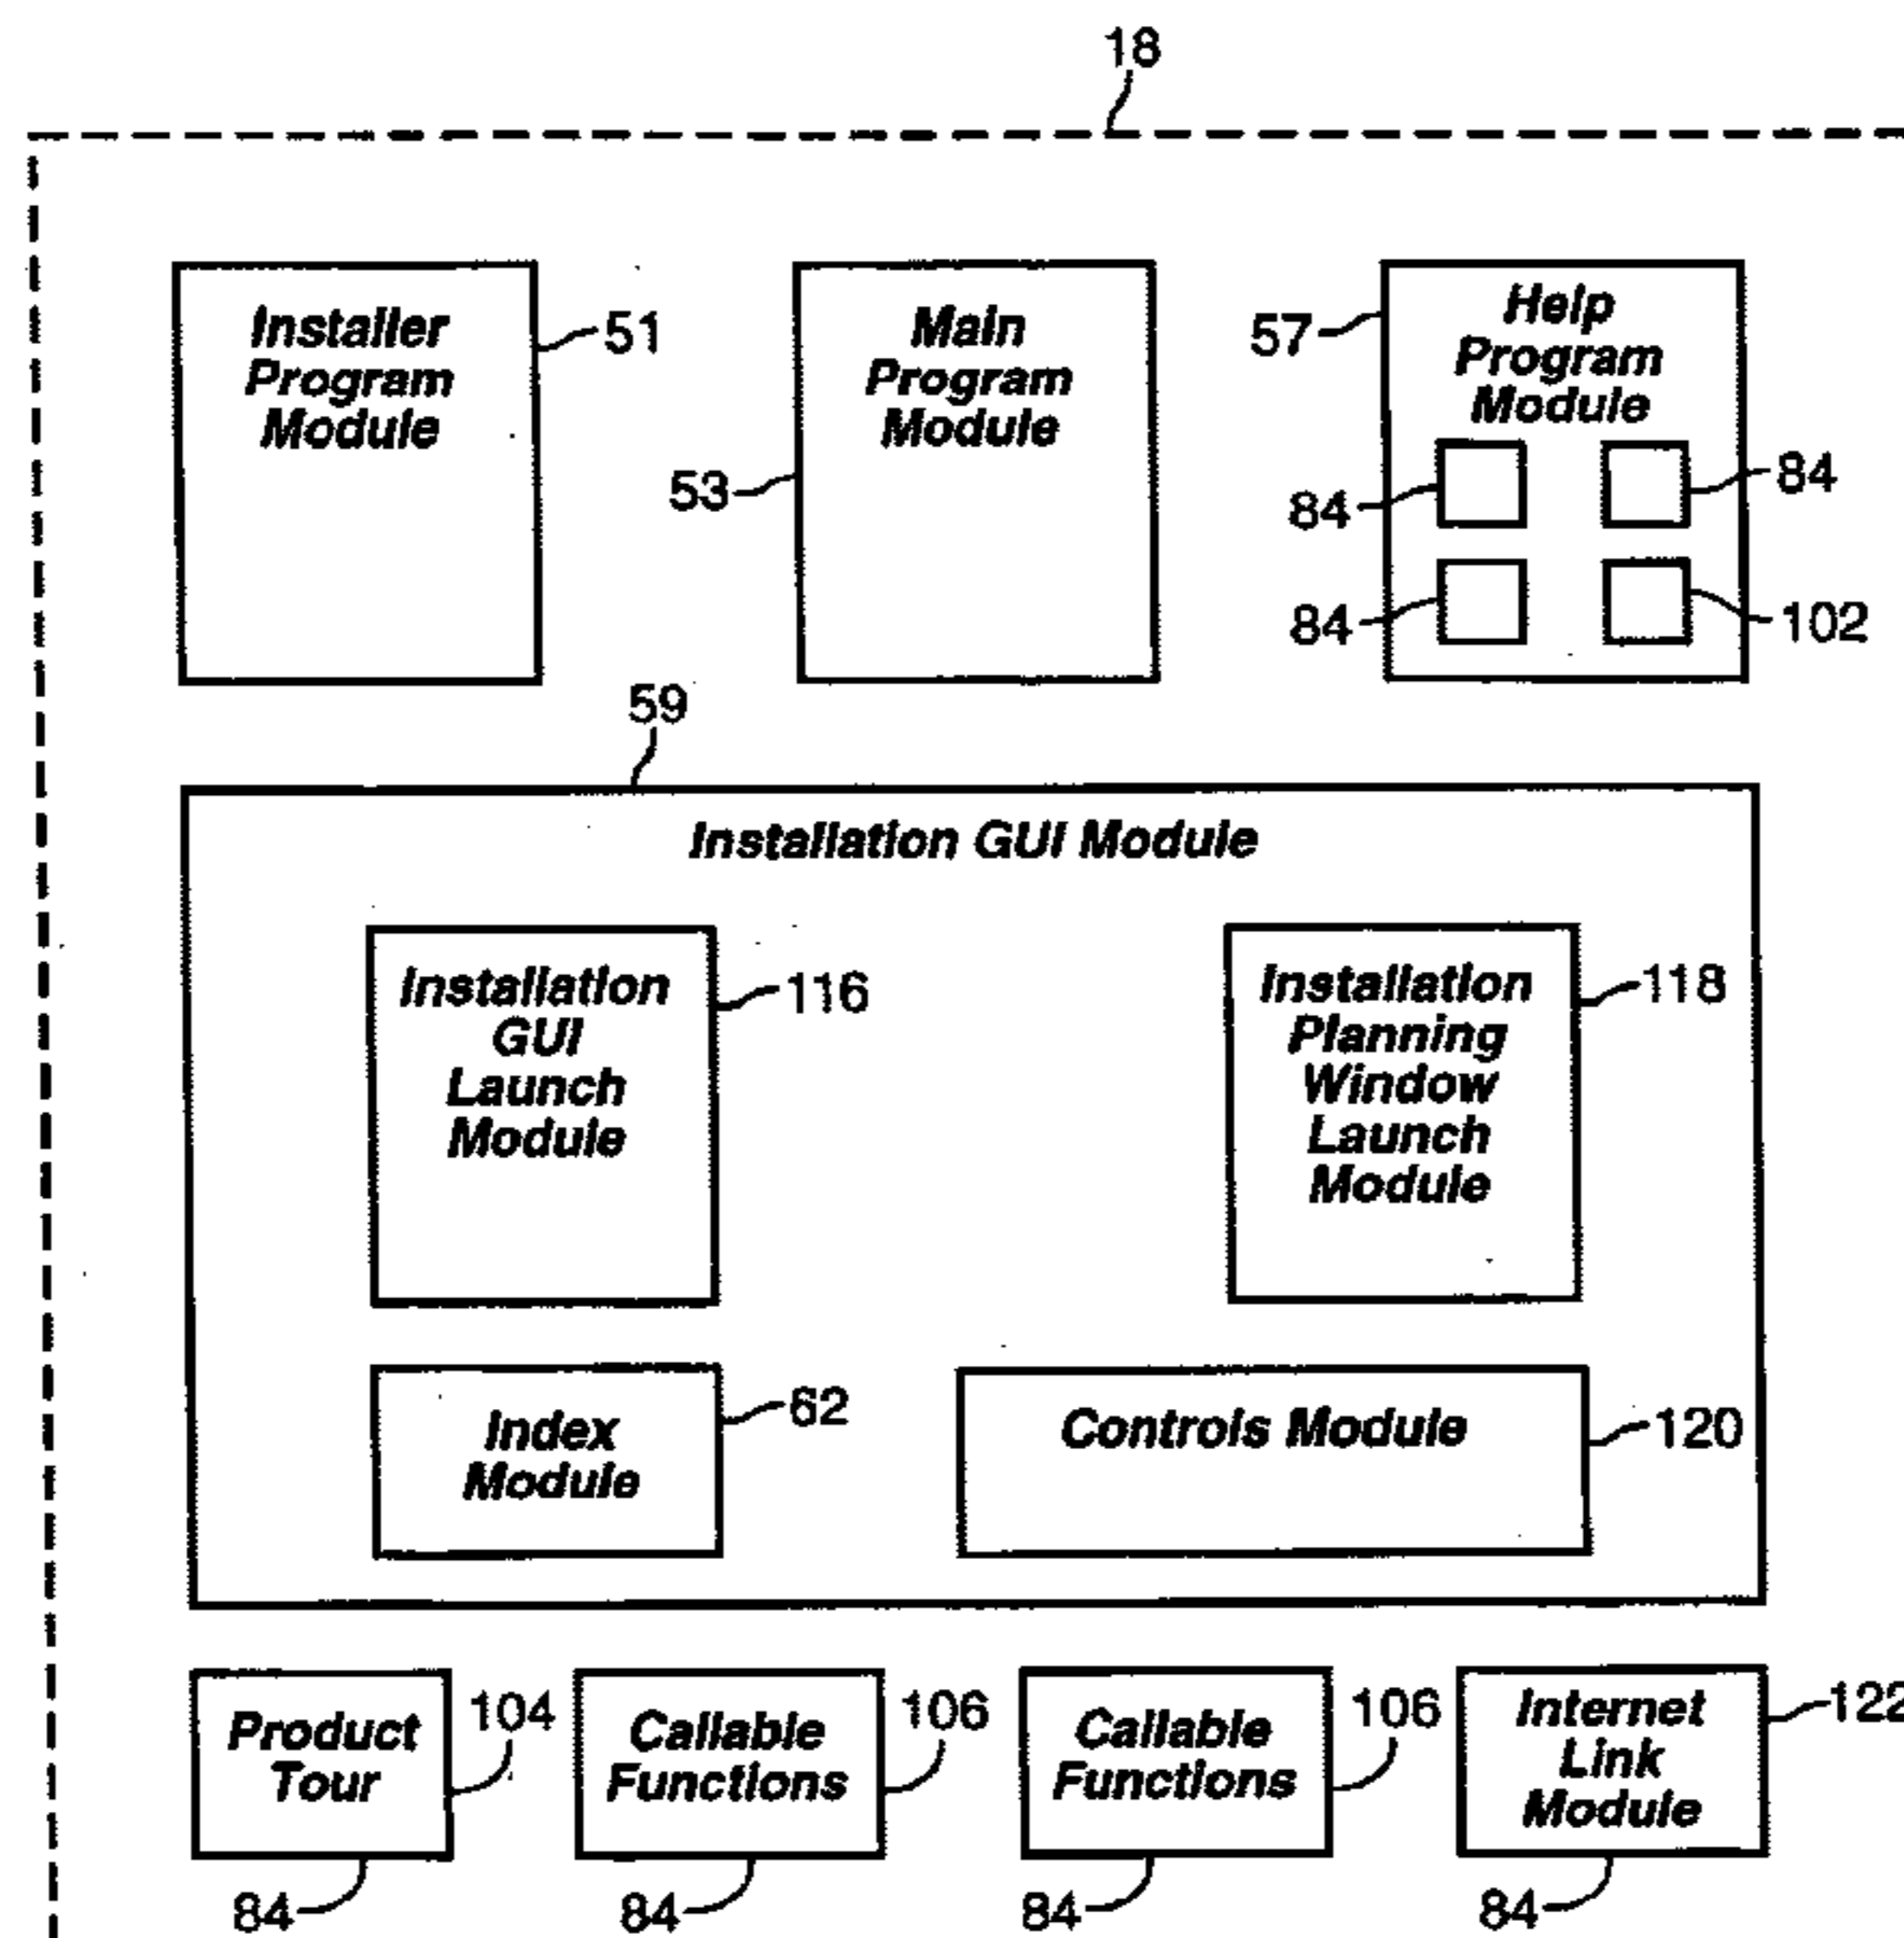 18
Installer
Program
Module
51
Main
Program
Module
53
Help
Program
Module
57
84
84
84
102
59
Installation GUI Module
Installation
GUI
Launch
Module
116
Installation
Planning
Window
Launch
Module
118
Index
Module
62
Controls Module
120
Product
Tour
104
84
Callable
Functions
106
84
Callable
Functions
106
84
Internet
Link
Module
122
84